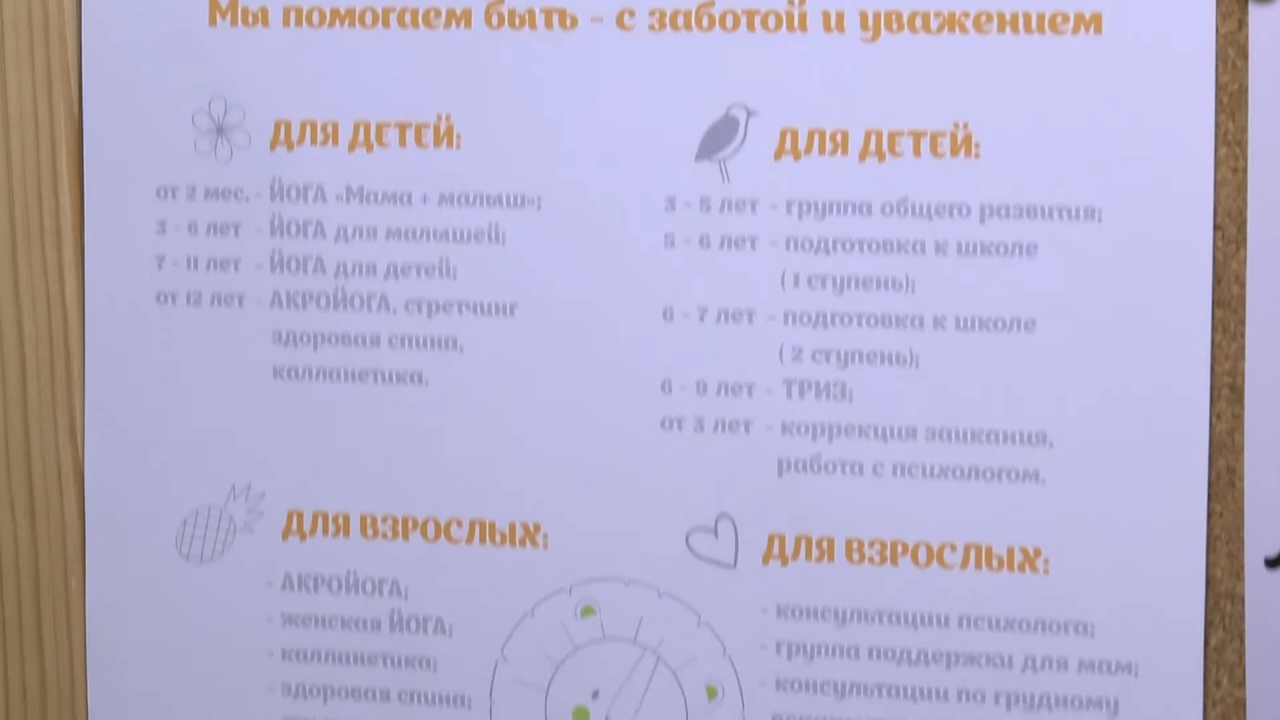 Мы помогаем быть - с заботой и уважением
ДЛЯ ДЕТЕЙ:
от 2 мес. - ЙОГА «Мама + малыш»;
3 - 6 лет - ЙОГА для малышей;
7 - 11 лет - ЙОГА для детей;
от 12 лет - АКРОЙОГА, стретчинг
здоровая спина,
калланетика.
ДЛЯ ДЕТЕЙ:
3 - 5 лет - группа общего развития;
5 - 6 лет - подготовка к школе
( 1 ступень);
6 - 7 лет - подготовка к школе
( 2 ступень);
6 - 9 лет - ТРИЗ;
от 3 лет - коррекция заикания,
работа с психологом.
ДЛЯ ВЗРОСЛЫХ:
- АКРОЙОГА;
- женская ЙОГА;
- калланетика;
- здоровая спина;
ДЛЯ ВЗРОСЛЫХ:
- консультации психолога;
- группа поддержки для мам;
- консультации по грудному